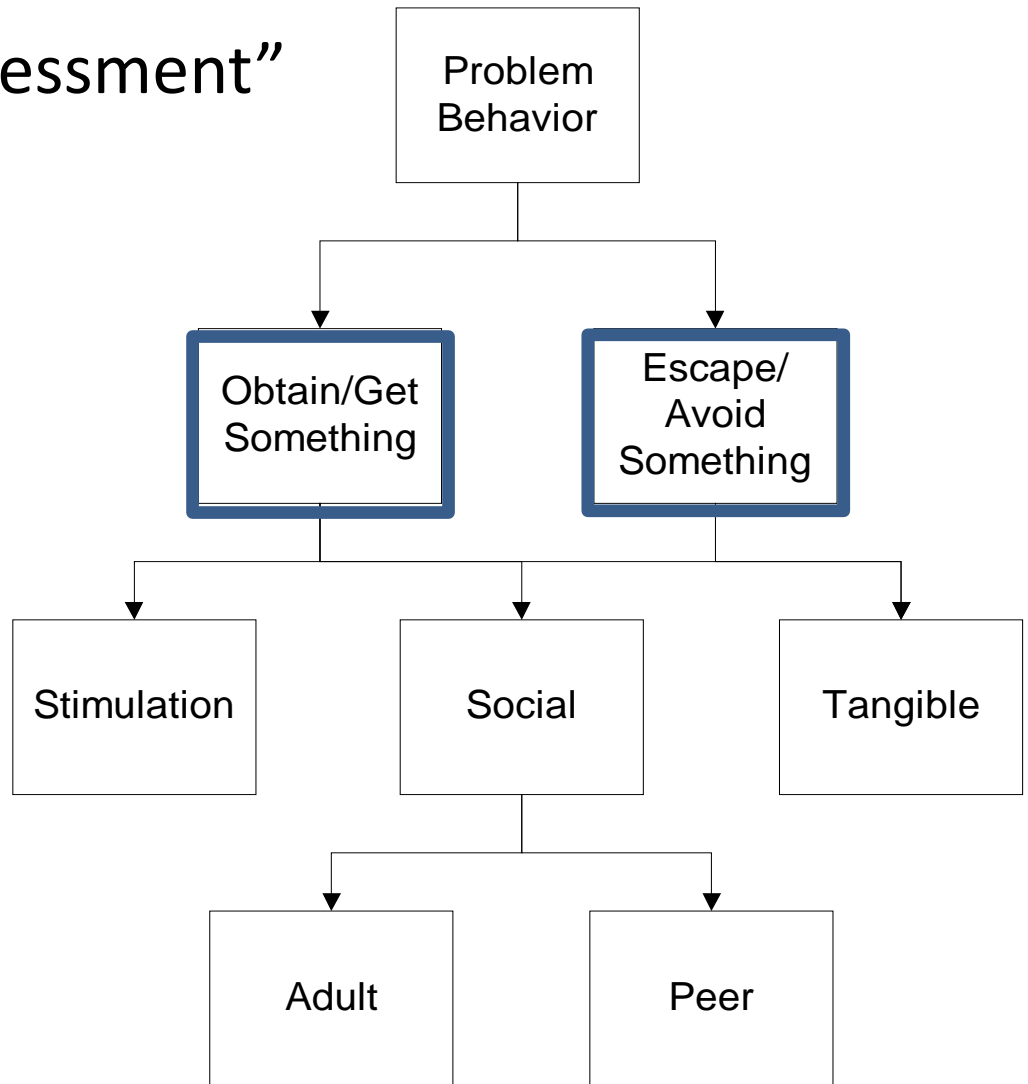 essment”
Problem
Behavior
Obtain/Get
Something
Escape/
Avoid
Something
Stimulation
Social
Tangible
Adult
Peer